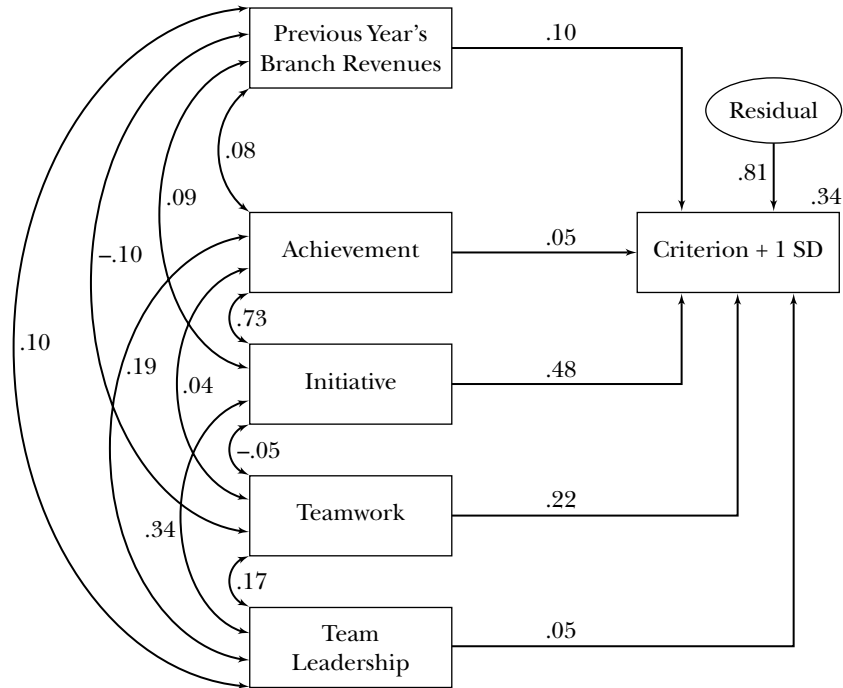 Previous Year's
Branch Revenues
.10
Residual
.81
.34
.08
.09
Achievement
.05
Criterion + 1 SD
–.10
.73
.10
.19
.04
Initiative
.48
–.05
.34
Teamwork
.22
.17
Team
Leadership
.05